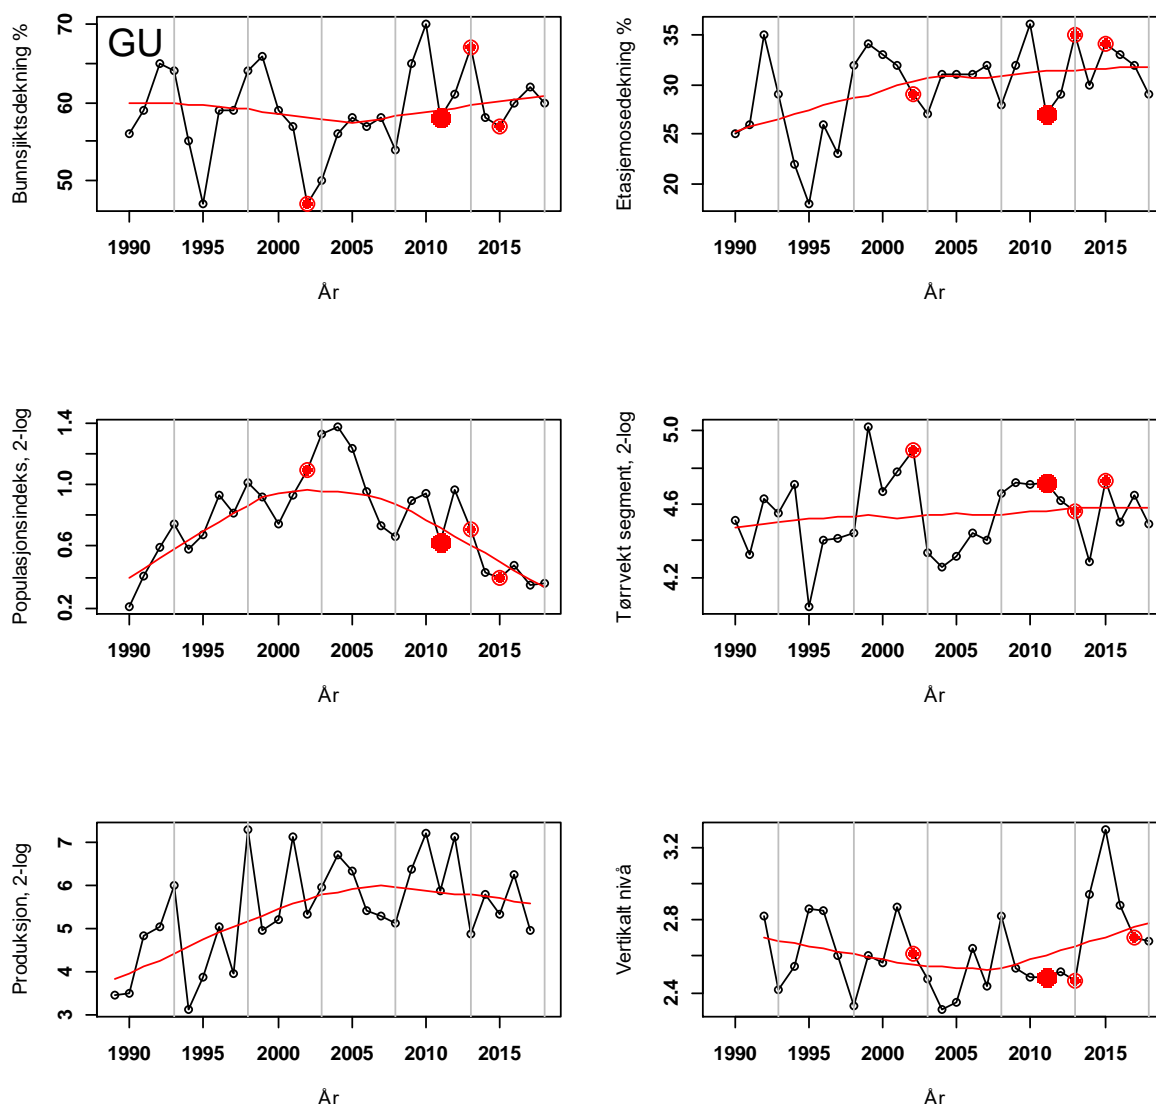 GU
Bunnsjiktsdekning %
70
60
50
1990 1995 2000 2005 2010 2015
År
Etasjemosedekning %
35
30
25
20
1990 1995 2000 2005 2010 2015
År
Populasjonsindeks, 2-log
1.4
1.0
0.6
0.2
1990 1995 2000 2005 2010 2015
År
Tørrvekt segment, 2-log
5.0
4.6
4.2
1990 1995 2000 2005 2010 2015
År
Produksjon, 2-log
7
6
5
4
3
1990 1995 2000 2005 2010 2015
År
Vertikalt nivå
3.2
2.8
2.4
1990 1995 2000 2005 2010 2015
År